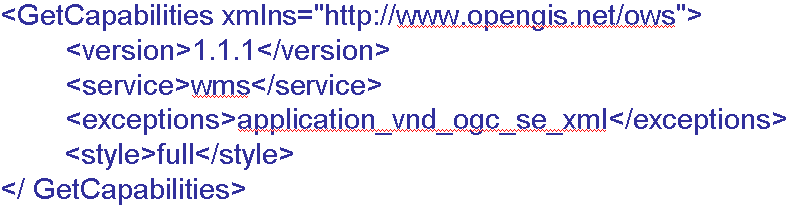 <GetCapabilities xmlns="http://www.opengis.net/ows">
<version>1.1.1</version>
<service>wms</service>
<exceptions>application_vnd_ogc_se_xml</exceptions>
<style>full</style>
</ GetCapabilities>